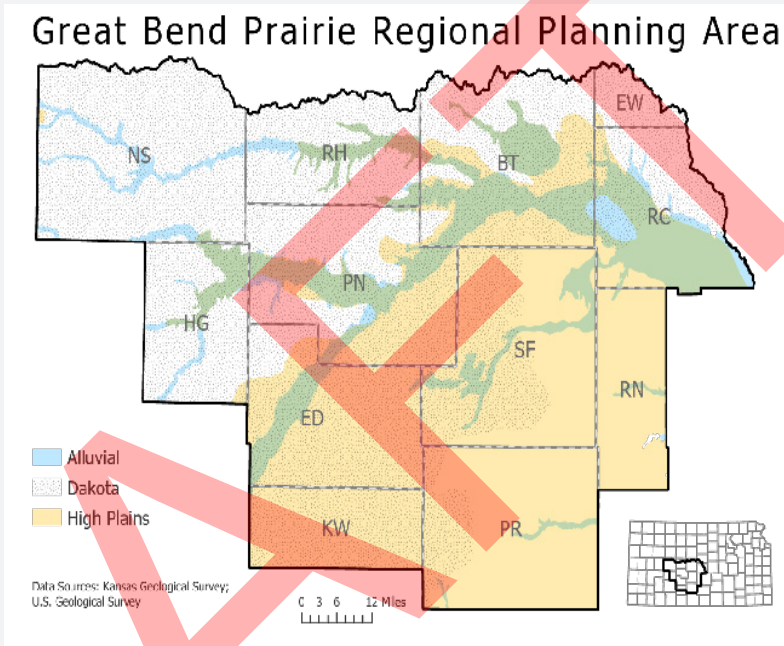 Great Bend Prairie Regional Planning Area
EW
NS
RH
BT
RC
PN
HG
SF
RN
ED
Alluvial
Dakota
High Plains
KW
PR
Data Sources: Kansas Geological Survey;
U.S. Geological Survey
0 3 6 12 Miles